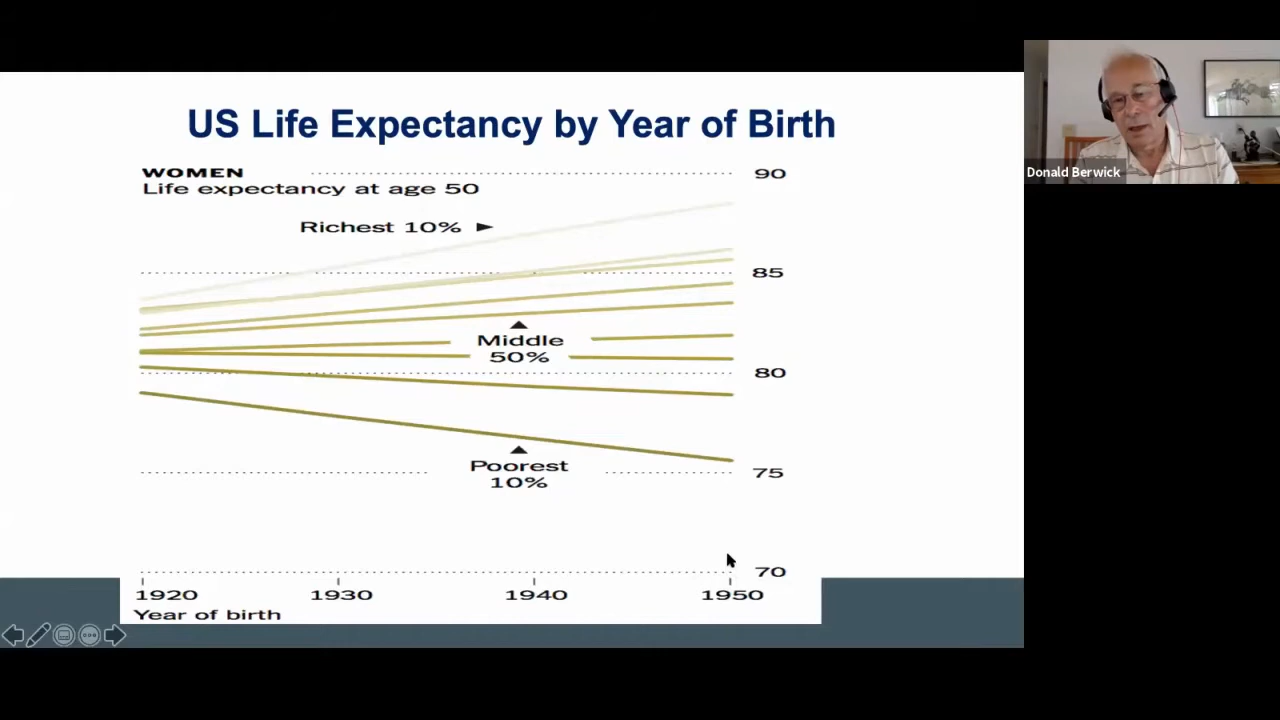 US Life Expectancy by Year of Birth
WOMEN
Life expectancy at age 50
90
Richest 10% ►
85
▲
Middle
50%
80
▲
Poorest
10%
75
70
1920 1930 1940 1950
Year of birth
Donald Berwick